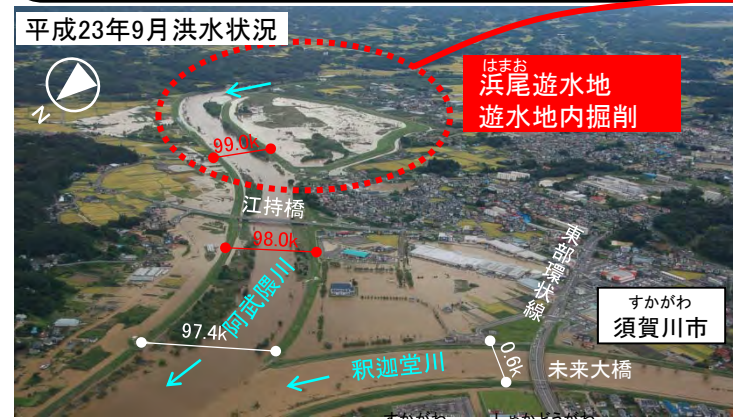 平成23年9月洪水状況
N
はまお
浜尾遊水地
遊水地内掘削
99.0k
江持橋
98.0k
東部環状線
阿武隈川
すかがわ
須賀川市
97.4k
0.6k
未来大橋
釈迦堂川